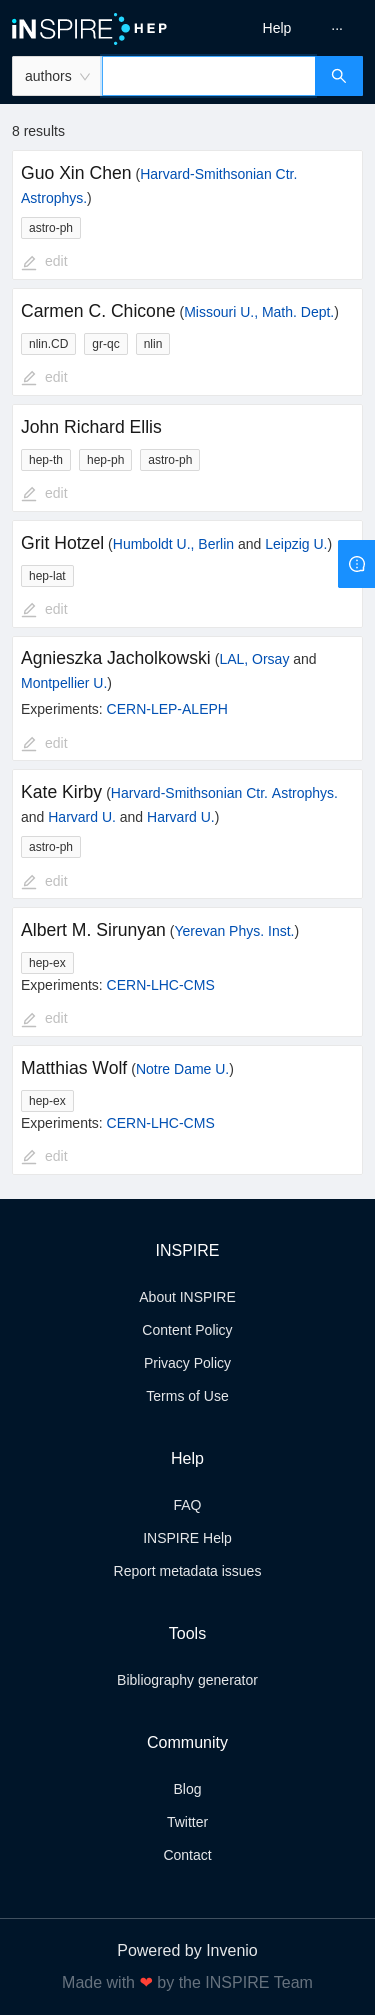 iNSPIRE HEP
Help
···
authors
8 results
Guo Xin Chen (Harvard-Smithsonian Ctr.
Astrophys.)
astro-ph
edit
Carmen C. Chicone (Missouri U., Math. Dept.)
nlin.CD gr-qc nlin
edit
John Richard Ellis
hep-th hep-ph astro-ph
edit
Grit Hotzel (Humboldt U., Berlin and Leipzig U.)
hep-lat
edit
Agnieszka Jacholkowski (LAL, Orsay and
Montpellier U.)
Experiments: CERN-LEP-ALEPH
edit
Kate Kirby (Harvard-Smithsonian Ctr. Astrophys.
and Harvard U. and Harvard U.)
astro-ph
edit
Albert M. Sirunyan (Yerevan Phys. Inst.)
hep-ex
Experiments: CERN-LHC-CMS
edit
Matthias Wolf (Notre Dame U.)
hep-ex
Experiments: CERN-LHC-CMS
edit
INSPIRE
About INSPIRE
Content Policy
Privacy Policy
Terms of Use
Help
FAQ
INSPIRE Help
Report metadata issues
Tools
Bibliography generator
Community
Blog
Twitter
Contact
Powered by Invenio
Made with ❤ by the INSPIRE Team